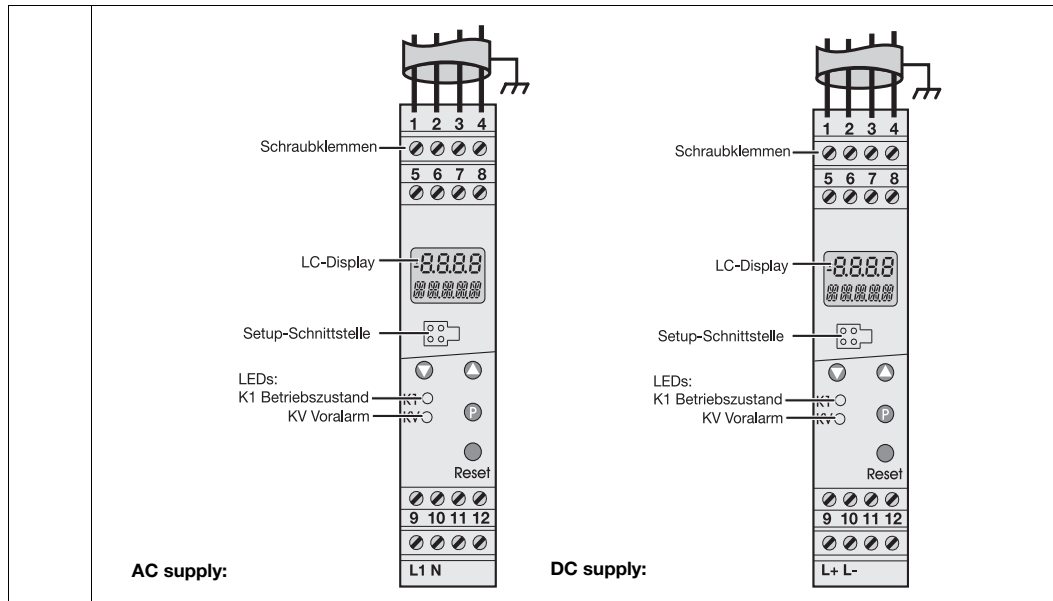 1 2 3 4
Schraubklemmen
5 6 7 8
LC-Display
-8.8.8.8
Setup-Schnittstelle
LEDs:
K1 Betriebszustand
K1
KV Voralarm
KV
P
Reset
9 10 11 12
AC supply:
L1 N
1 2 3 4
Schraubklemmen
5 6 7 8
LC-Display
-8.8.8.8
Setup-Schnittstelle
LEDs:
K1 Betriebszustand
K1
KV Voralarm
KV
P
Reset
9 10 11 12
DC supply:
L+ L-